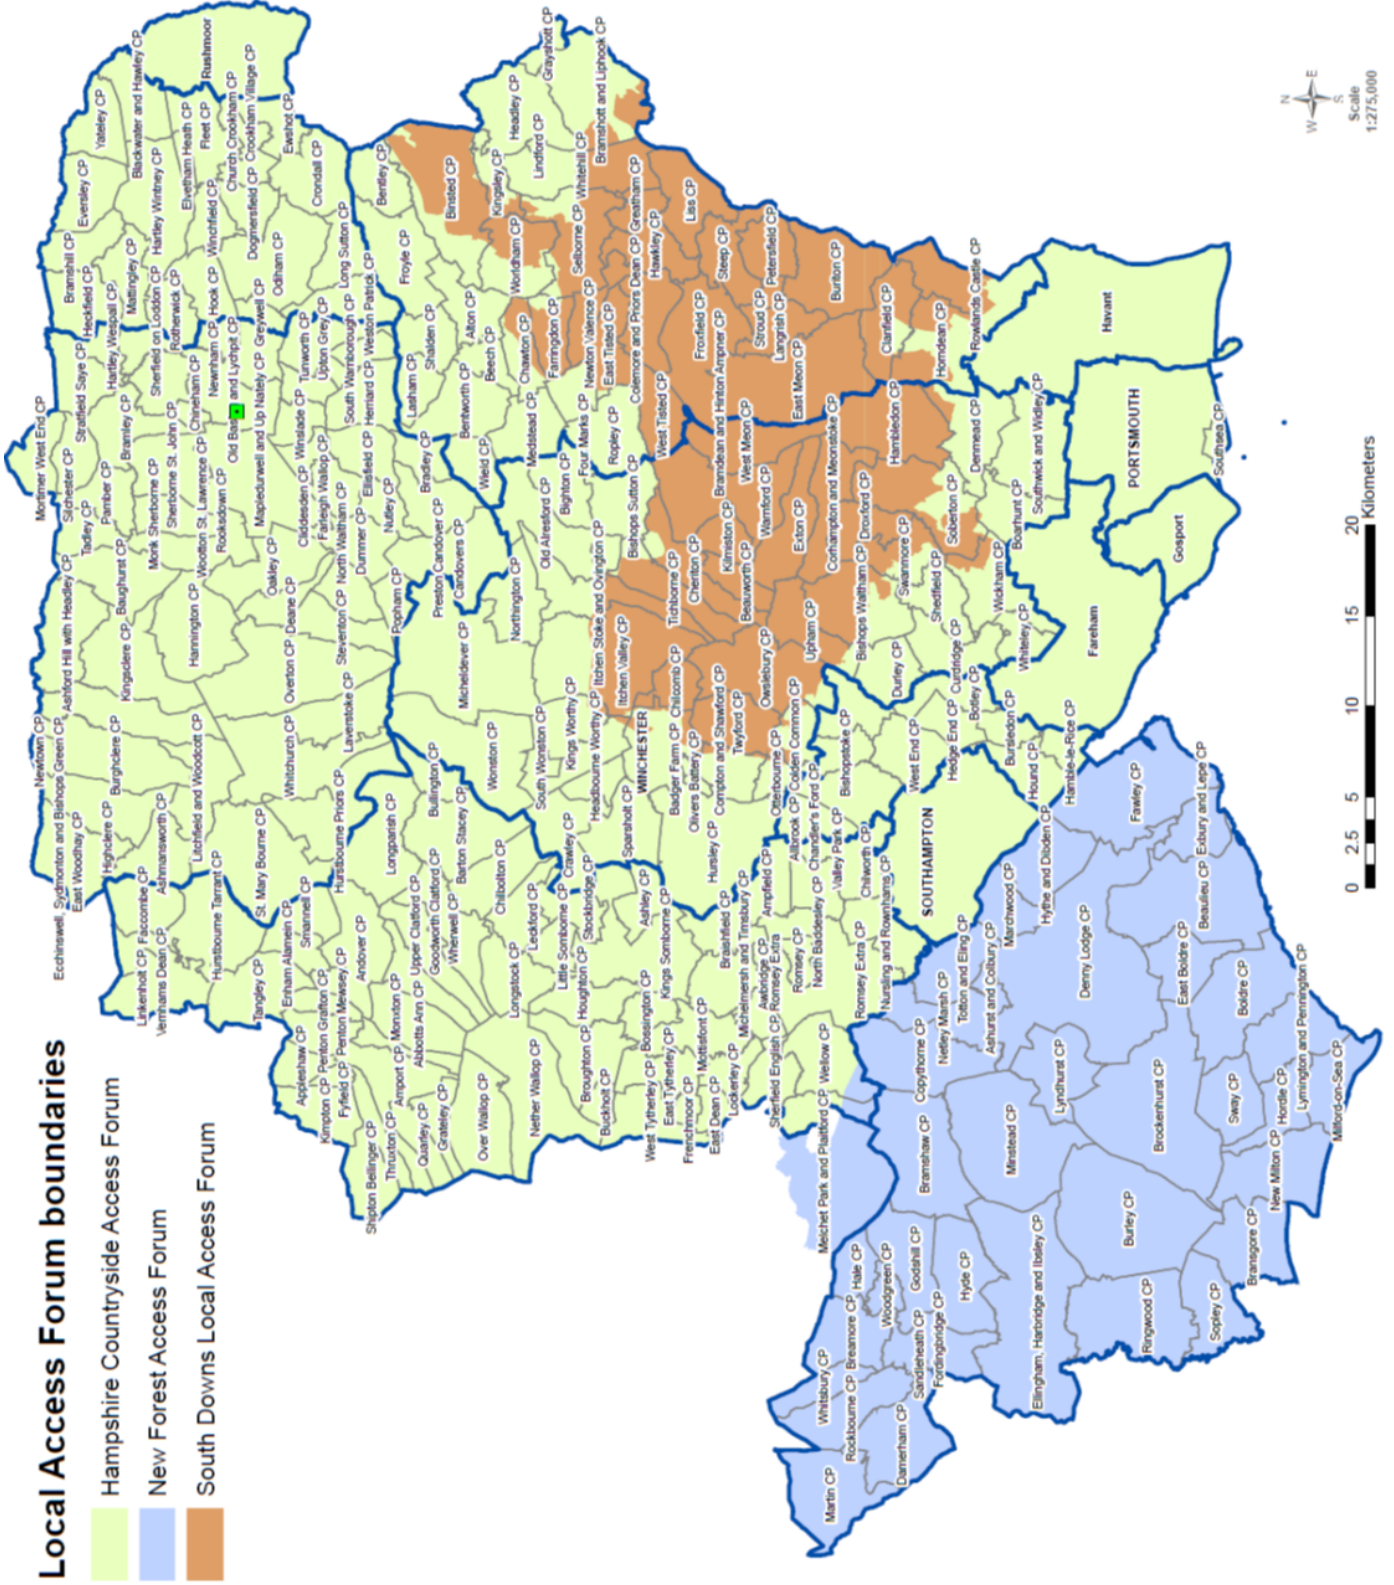 Local Access Forum boundaries
Hampshire Countryside Access Forum
New Forest Access Forum
South Downs Local Access Forum
Mortimer West End CP
Newtown CP
Ecchinswell, Sydmonton and Bishops Green CP
East Woodhay CP
Ashford Hill with Headley CP
Silchester CP
Stratfield Saye CP
Heckfield CP
Bramshill CP
Eversley CP
Yateley CP
Tadley CP
Pamber CP
Hartley Wespall CP
Mattingley CP
Blackwater and Hawley CP
Highclere CP
Burghclere CP
Kingsclere CP
Baughurst CP
Bramley CP
Sherfield on Loddon CP
Hartley Wintney CP
Elvetham Heath CP
Rushmoor
Linkenholt CP
Faccombe CP
Vernhams Dean CP
Ashmansworth CP
Monk Sherborne CP
Sherborne St. John CP
Rotherwick CP
Fleet CP
Litchfield and Woodcott CP
Hannington CP
Wootton St. Lawrence CP
Chineham CP
Newnham CP
Hook CP
Winchfield CP
Church Crookham CP
Crookham Village CP
Hurstbourne Tarrant CP
Rooksdown CP
Old Bas
and Lychpit CP
Dogmersfield CP
Ewshot CP
Tangley CP
St. Mary Bourne CP
Whitchurch CP
Oakley CP
Mapledurwell and Up Nately CP
Greywell CP
Odiham CP
Crondall CP
Enham Alamein CP
Smannell CP
Overton CP
Deane CP
Cliddesden CP
Winslade CP
Tunworth CP
Upton Grey CP
Appleshaw CP
Penton Grafton CP
Hurstbourne Priors CP
Laverstoke CP
Steventon CP
North Waltham CP
Farleigh Wallop CP
South Warnborough CP
Long Sutton CP
Kimpton CP
Fyfield CP
Penton Mewsey CP
Andover CP
Dummer CP
Ellisfield CP
Herriard CP
Weston Patrick CP
Bentley CP
Shipton Bellinger CP
Thruxton CP
Amport CP
Monxton CP
Longparish CP
Popham CP
Nutley CP
Lasham CP
Froyle CP
Quarley CP
Abbotts Ann CP
Upper Clatford CP
Goodworth Clatford CP
Bullington CP
Preston Candover CP
Bradley CP
Shalden CP
Binsted CP
Grateley CP
Wherwell CP
Barton Stacey CP
Micheldever CP
Candovers CP
Bentworth CP
Alton CP
Kingsley CP
Headley CP
Grayshott CP
Over Wallop CP
Longstock CP
Chilbolton CP
Wonston CP
Northington CP
Wield CP
Beech CP
Worldham CP
Lindford CP
Nether Wallop CP
Leckford CP
South Wonston CP
Old Alresford CP
Medstead CP
Chawton CP
Farringdon CP
Little Somborne CP
Crawley CP
Kings Worthy CP
Bighton CP
Four Marks CP
Newton Valence CP
Selborne CP
Whitehill CP
Bramshott and Liphook CP
Broughton CP
Houghton CP
Stockbridge CP
Headbourne Worthy CP
Itchen Stoke and Ovington CP
Ropley CP
East Tisted CP
Buckholt CP
Sparsholt CP
WINCHESTER
Itchen Valley CP
Bishops Sutton CP
Colemore and Priors Dean CP
Greatham CP
West Tytherley CP
Bossington CP
Ashley CP
East Tytherley CP
Kings Somborne CP
Badger Farm CP
Chilcomb CP
Tichborne CP
West Tisted CP
Hawkley CP
Frenchmoor CP
Mottisfont CP
Olivers Battery CP
Cheriton CP
Froxfield CP
Liss CP
East Dean CP
Lockerley CP
Braishfield CP
Hursley CP
Compton and Shawford CP
Kilmiston CP
Bramdean and Hinton Ampner CP
Steep CP
Michelmersh and Timsbury CP
Twyford CP
Beauworth CP
West Meon CP
Stroud CP
Petersfield CP
Sherfield English CP
Awbridge CP
Romsey Extra
Ampfield CP
Otterbourne CP
Owslebury CP
Warnford CP
Langrish CP
Romsey CP
Allbrook CP
Colden Common CP
Exton CP
East Meon CP
Melchet Park and Plaitford CP
Wellow CP
North Baddesley CP
Chandler's Ford CP
Valley Park CP
Upham CP
Corhampton and Meonstoke CP
Buriton CP
Romsey Extra CP
Chilworth CP
Bishopstoke CP
Bishops Waltham CP
Droxford CP
Clanfield CP
Nursling and Rownhams CP
Durley CP
Swanmore CP
Hambledon CP
SOUTHAMPTON
West End CP
Shedfield CP
Soberton CP
Horndean CP
Hedge End CP
Curdridge CP
Botley CP
Wickham CP
Denmead CP
Rowlands Castle CP
Bursledon CP
Whiteley CP
Boarhunt CP
Southwick and Widley CP
Hound CP
Hamble-le-Rice CP
Fareham
Havant
PORTSMOUTH
Gosport
Southsea CP
Martin CP
Whitsbury CP
Rockbourne CP
Breamore CP
Hale CP
Damerham CP
Woodgreen CP
Sandleheath CP
Godshill CP
Bramshaw CP
Copythorne CP
Netley Marsh CP
Fordingbridge CP
Hyde CP
Totton and Eling CP
Ashurst and Colbury CP
Marchwood CP
Minstead CP
Ellingham, Harbridge and Ibsley CP
Lyndhurst CP
Hythe and Dibden CP
Denny Lodge CP
Burley CP
Fawley CP
Ringwood CP
Brockenhurst CP
East Boldre CP
Beaulieu CP
Exbury and Lepe CP
Sopley CP
Sway CP
Boldre CP
Bransgore CP
New Milton CP
Hordle CP
Lymington and Pennington CP
Milford-on-Sea CP
0 2.5 5 10 15 20
Kilometers
N
W E
S
Scale
1:275,000